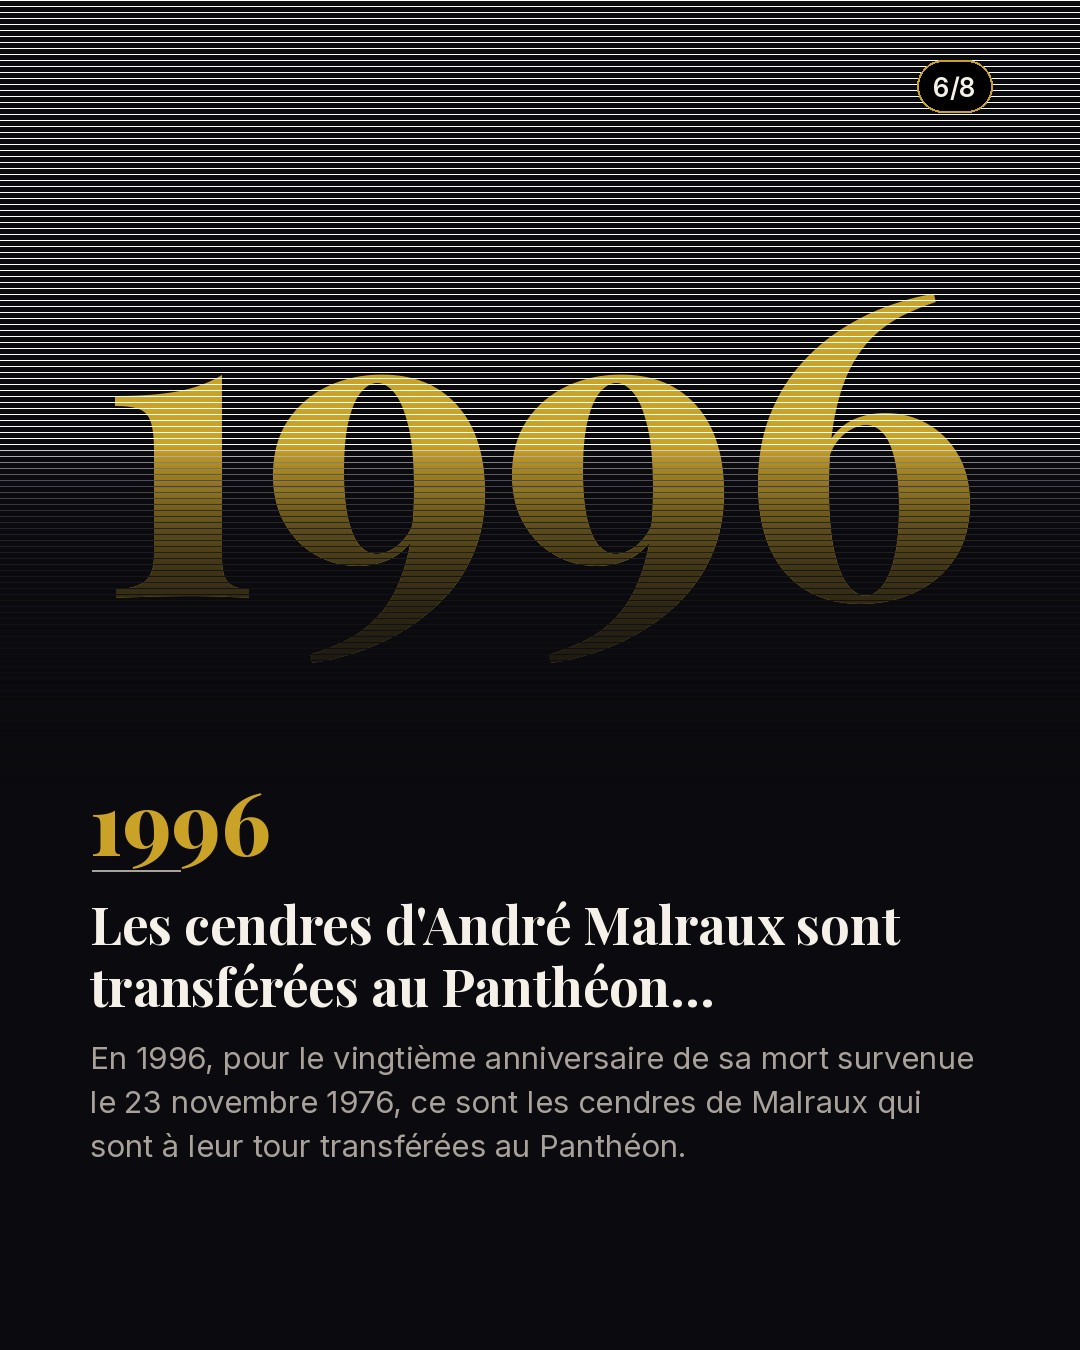 6/8
1996
1996
Les cendres d'André Malraux sont
transférées au Panthéon...
En 1996, pour le vingtième anniversaire de sa mort survenue
le 23 novembre 1976, ce sont les cendres de Malraux qui
sont à leur tour transférées au Panthéon.